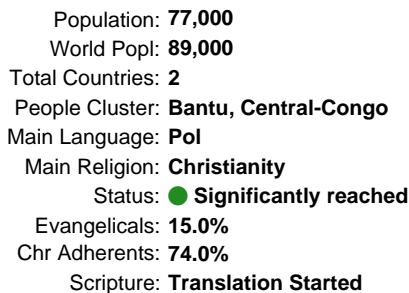 Population: 77,000
World Popl: 89,000
Total Countries: 2
People Cluster: Bantu, Central-Congo
Main Language: Pol
Main Religion: Christianity
Status: Significantly reached
Evangelicals: 15.0%
Chr Adherents: 74.0%
Scripture: Translation Started